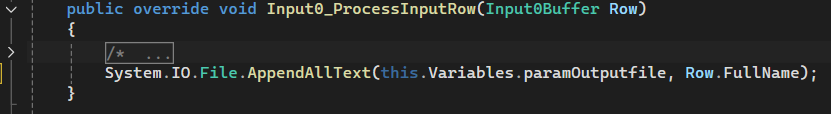 public override void Input0_ProcessInputRow(Input0Buffer Row)
{
/* ...
System.IO.File.AppendAllText(this.Variables.paramOutputfile, Row.FullName);
}